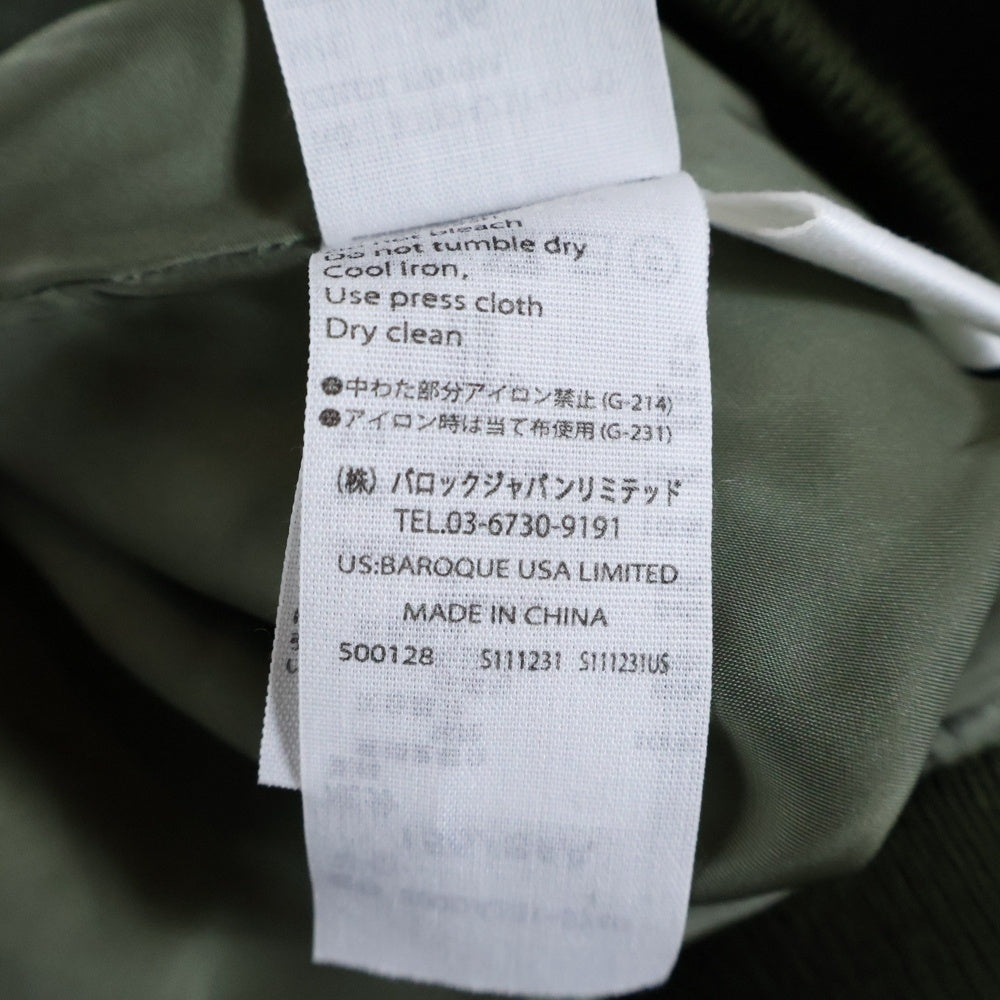 bleach
Do not tumble dry
Cool Iron,
Use press cloth
Dry clean
●中わた部分アイロン禁止(G-214)
●アイロン時は当て布使用(G-231)
(株) バロックジャパンリミテッド
TEL.03-6730-9191
US:BAROQUE USA LIMITED
MADE IN CHINA
500128 S111231 S111231US